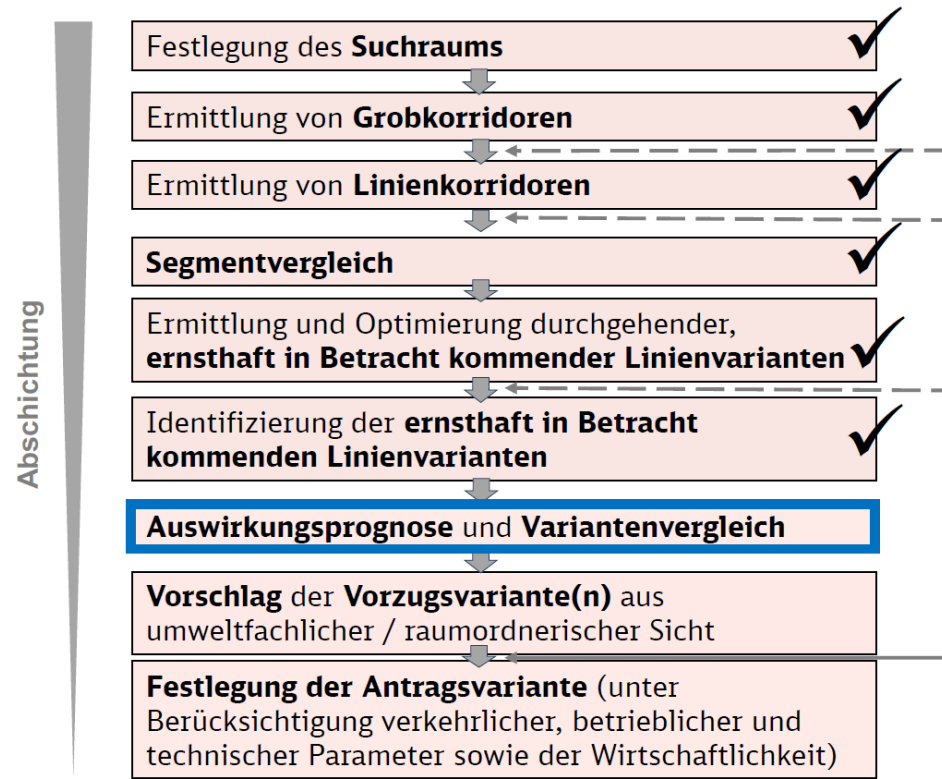 Abschichtung
Festlegung des Suchraums
Ermittlung von Grobkorridoren
Ermittlung von Linienkorridoren
Segmentvergleich
Ermittlung und Optimierung durchgehender,
ernsthaft in Betracht kommender Linienvarianten
Identifizierung der ernsthaft in Betracht
kommenden Linienvarianten
Auswirkungsprognose und Variantenvergleich
Vorschlag der Vorzugsvariante(n) aus
umweltfachlicher / raumordnerischer Sicht
Festlegung der Antragsvariante (unter
Berücksichtigung verkehrlicher, betrieblicher und
technischer Parameter sowie der Wirtschaftlichkeit)